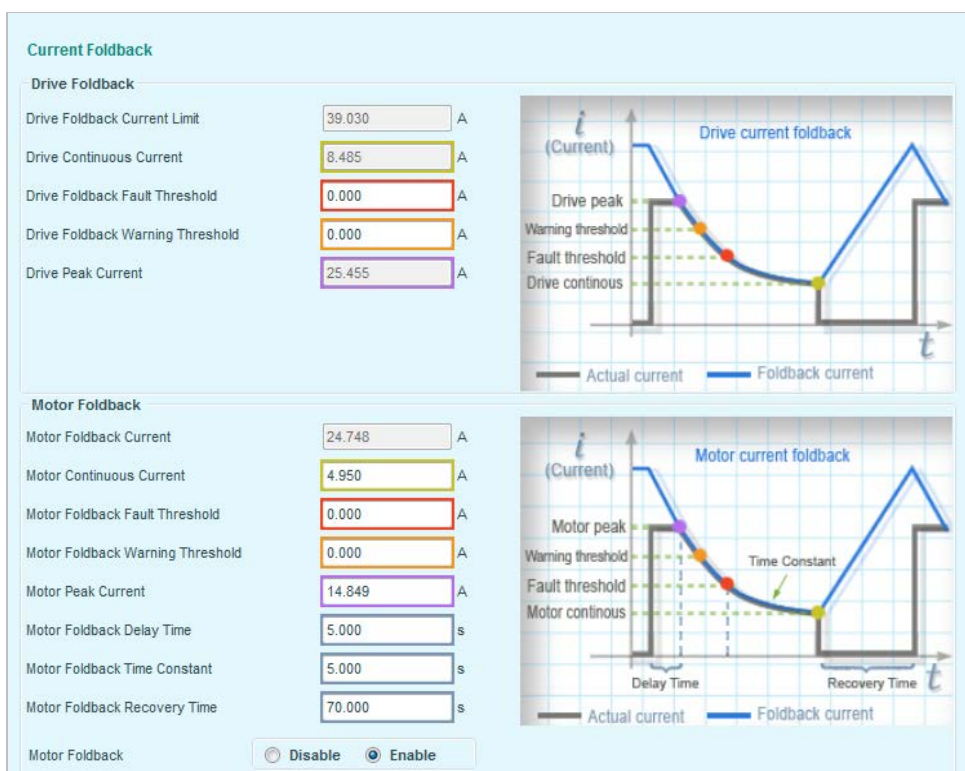 Current Foldback
Drive Foldback
Drive Foldback Current Limit 39.030 A
Drive Continuous Current 8.485 A
Drive Foldback Fault Threshold 0.000 A
Drive Foldback Warning Threshold 0.000 A
Drive Peak Current 25.455 A
i
(Current)
Drive current foldback
Drive peak
Warning threshold
Fault threshold
Drive continous
t
Actual current Foldback current
Motor Foldback
Motor Foldback Current 24.748 A
Motor Continuous Current 4.950 A
Motor Foldback Fault Threshold 0.000 A
Motor Foldback Warning Threshold 0.000 A
Motor Peak Current 14.849 A
Motor Foldback Delay Time 5.000 s
Motor Foldback Time Constant 5.000 s
Motor Foldback Recovery Time 70.000 s
Motor Foldback Disable Enable
i
(Current)
Motor current foldback
Motor peak
Warning threshold
Time Constant
Fault threshold
Motor continous
Delay Time Recovery Time t
Actual current Foldback current